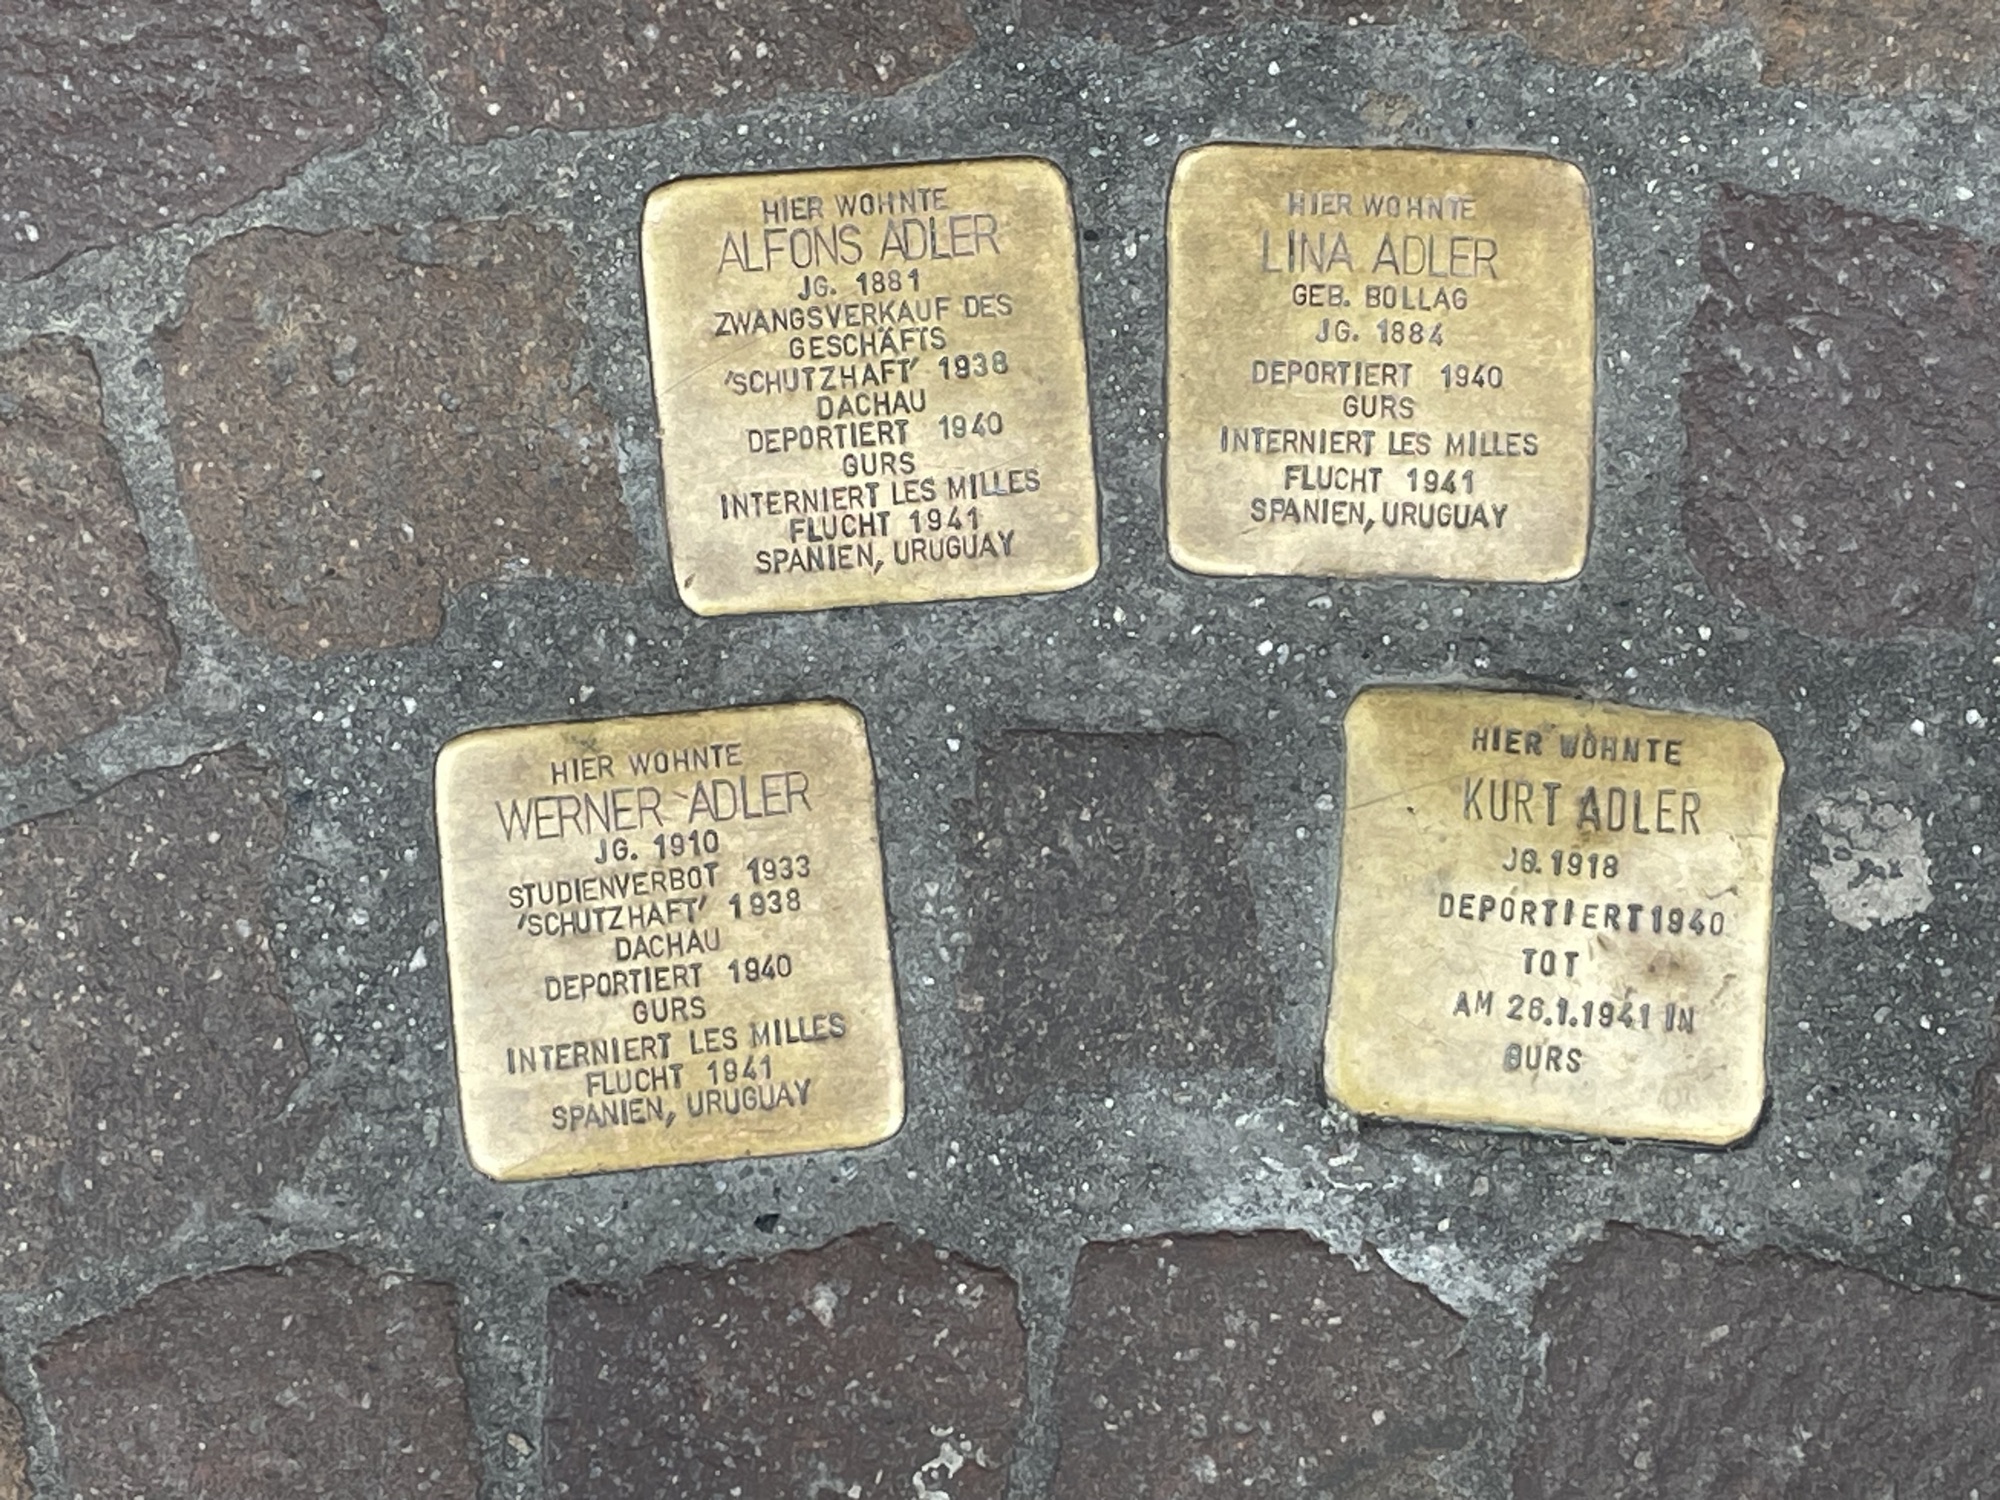 HIER WOHNTE
ALFONS ADLER
JG. 1881
ZWANGSVERKAUF DES
GESCHÄFTS
'SCHUTZHAFT' 1938
DACHAU
DEPORTIERT 1940
GURS
INTERNIERT LES MILLES
FLUCHT 1941
SPANIEN, URUGUAY
HIER WOHNTE
LINA ADLER
GEB. BOLLAG
JG. 1884
DEPORTIERT 1940
GURS
INTERNIERT LES MILLES
FLUCHT 1941
SPANIEN, URUGUAY
HIER WOHNTE
WERNER ADLER
JG. 1910
STUDIENVERBOT 1933
'SCHUTZHAFT' 1938
DACHAU
DEPORTIERT 1940
GURS
INTERNIERT LES MILLES
FLUCHT 1941
SPANIEN, URUGUAY
HIER WOHNTE
KURT ADLER
JG. 1918
DEPORTIERT 1940
TOT
AM 26.1.1941 IN
GURS